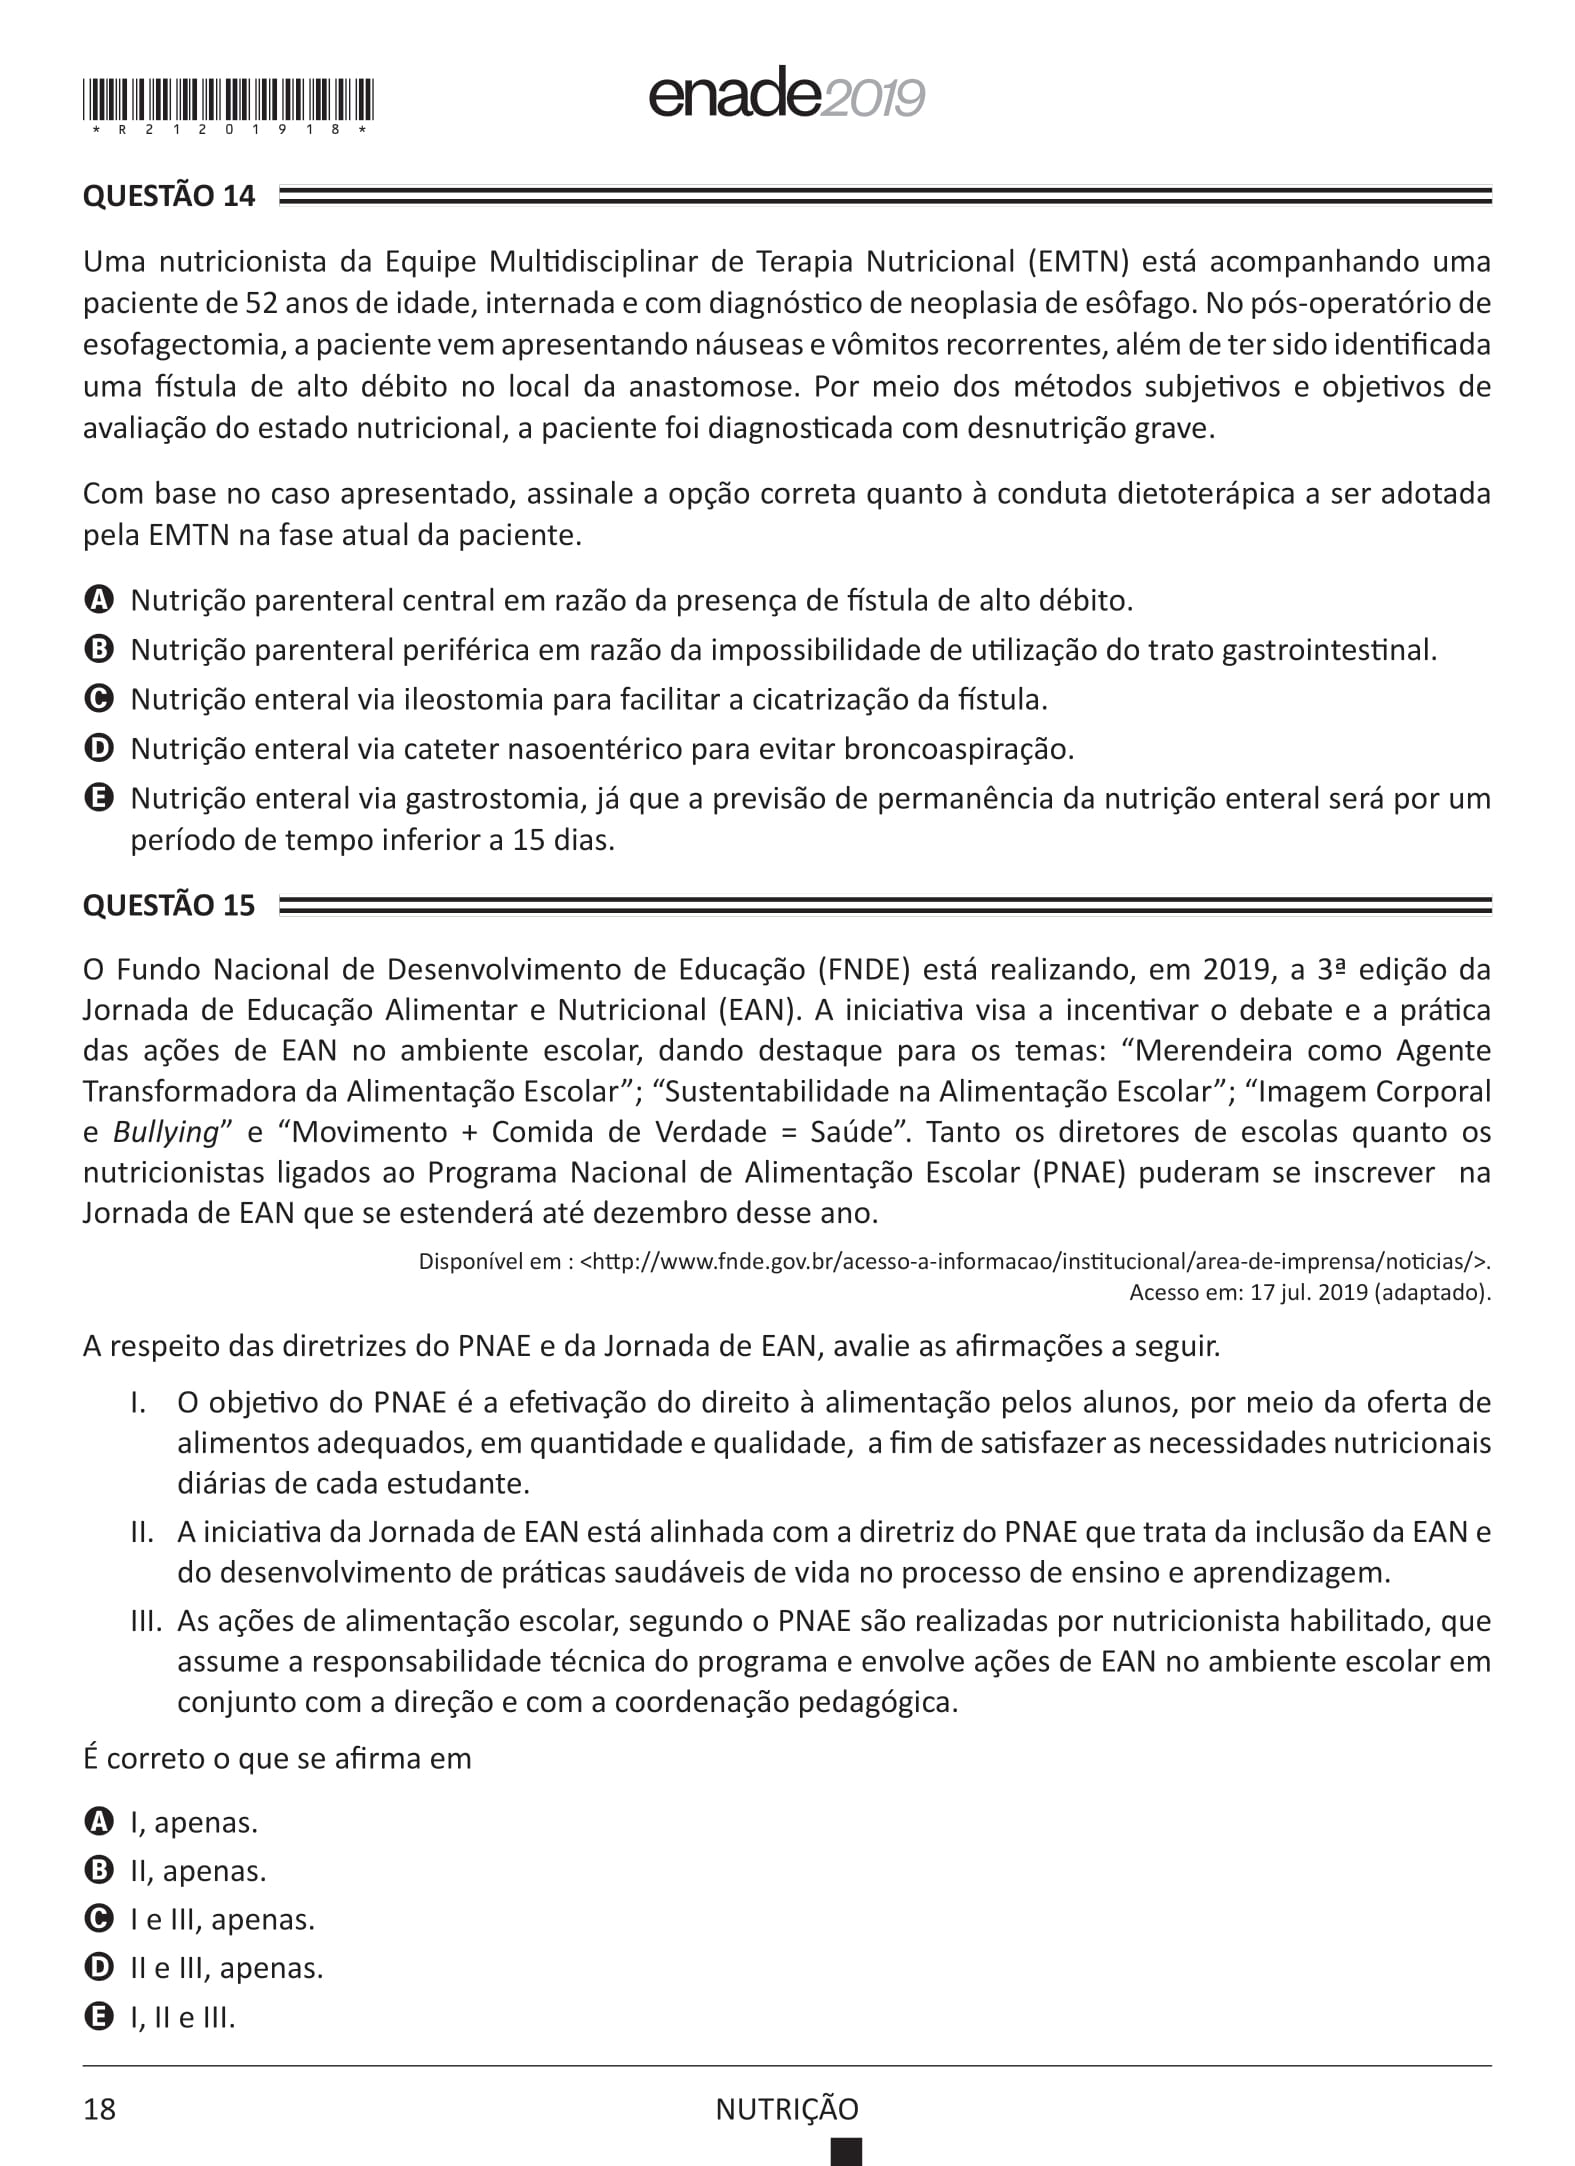 *R21201918*
enade2019
QUESTÃO 14
Uma nutricionista da Equipe Multidisciplinar de Terapia Nutricional (EMTN) está acompanhando uma
paciente de 52 anos de idade, internada e com diagnóstico de neoplasia de esôfago. No pós-operatório de
esofagectomia, a paciente vem apresentando náuseas e vômitos recorrentes, além de ter sido identificada
uma fístula de alto débito no local da anastomose. Por meio dos métodos subjetivos e objetivos de
avaliação do estado nutricional, a paciente foi diagnosticada com desnutrição grave.
Com base no caso apresentado, assinale a opção correta quanto à conduta dietoterápica a ser adotada
pela EMTN na fase atual da paciente.
A Nutrição parenteral central em razão da presença de fístula de alto débito.
B Nutrição parenteral periférica em razão da impossibilidade de utilização do trato gastrointestinal.
C Nutrição enteral via ileostomia para facilitar a cicatrização da fístula.
D Nutrição enteral via cateter nasoentérico para evitar broncoaspiração.
E Nutrição enteral via gastrostomia, já que a previsão de permanência da nutrição enteral será por um
período de tempo inferior a 15 dias.
QUESTÃO 15
O Fundo Nacional de Desenvolvimento de Educação (FNDE) está realizando, em 2019, a 3ª edição da
Jornada de Educação Alimentar e Nutricional (EAN). A iniciativa visa a incentivar o debate e a prática
das ações de EAN no ambiente escolar, dando destaque para os temas: “Merendeira como Agente
Transformadora da Alimentação Escolar”; “Sustentabilidade na Alimentação Escolar”; “Imagem Corporal
e Bullying” e “Movimento + Comida de Verdade = Saúde”. Tanto os diretores de escolas quanto os
nutricionistas ligados ao Programa Nacional de Alimentação Escolar (PNAE) puderam se inscrever na
Jornada de EAN que se estenderá até dezembro desse ano.
Disponível em : <http://www.fnde.gov.br/acesso-a-informacao/institucional/area-de-imprensa/noticias/>.
Acesso em: 17 jul. 2019 (adaptado).
A respeito das diretrizes do PNAE e da Jornada de EAN, avalie as afirmações a seguir.
I. O objetivo do PNAE é a efetivação do direito à alimentação pelos alunos, por meio da oferta de
alimentos adequados, em quantidade e qualidade, a fim de satisfazer as necessidades nutricionais
diárias de cada estudante.
II. A iniciativa da Jornada de EAN está alinhada com a diretriz do PNAE que trata da inclusão da EAN e
do desenvolvimento de práticas saudáveis de vida no processo de ensino e aprendizagem.
III. As ações de alimentação escolar, segundo o PNAE são realizadas por nutricionista habilitado, que
assume a responsabilidade técnica do programa e envolve ações de EAN no ambiente escolar em
conjunto com a direção e com a coordenação pedagógica.
É correto o que se afirma em
A I, apenas.
B II, apenas.
C I e III, apenas.
D II e III, apenas.
E I, II e III.
18
NUTRIÇÃO